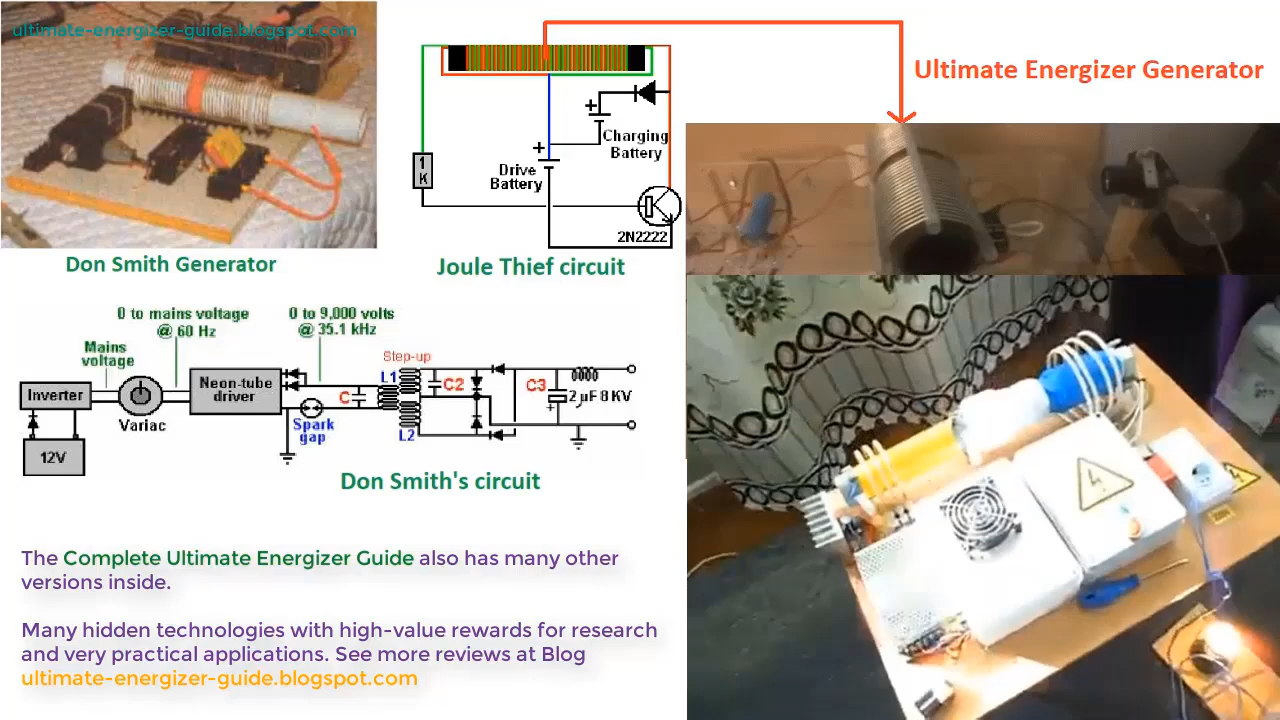 ultimate-energizer-guide.blogspot.com
Don Smith Generator
+
Charging
Battery
+
Drive
Battery
1
K
2N2222
Joule Thief circuit
Ultimate Energizer Generator
0 to mains voltage
@ 60 Hz
0 to 9,000 volts
@ 35.1 kHz
Mains
voltage
Step-up
Inverter
Variac
Neon-tube
driver
C
L1
C2
C3
+
2 µF 8 KV
Spark
gap
L2
12V
Don Smith's circuit
The Complete Ultimate Energizer Guide also has many other
versions inside.
Many hidden technologies with high-value rewards for research
and very practical applications. See more reviews at Blog
ultimate-energizer-guide.blogspot.com